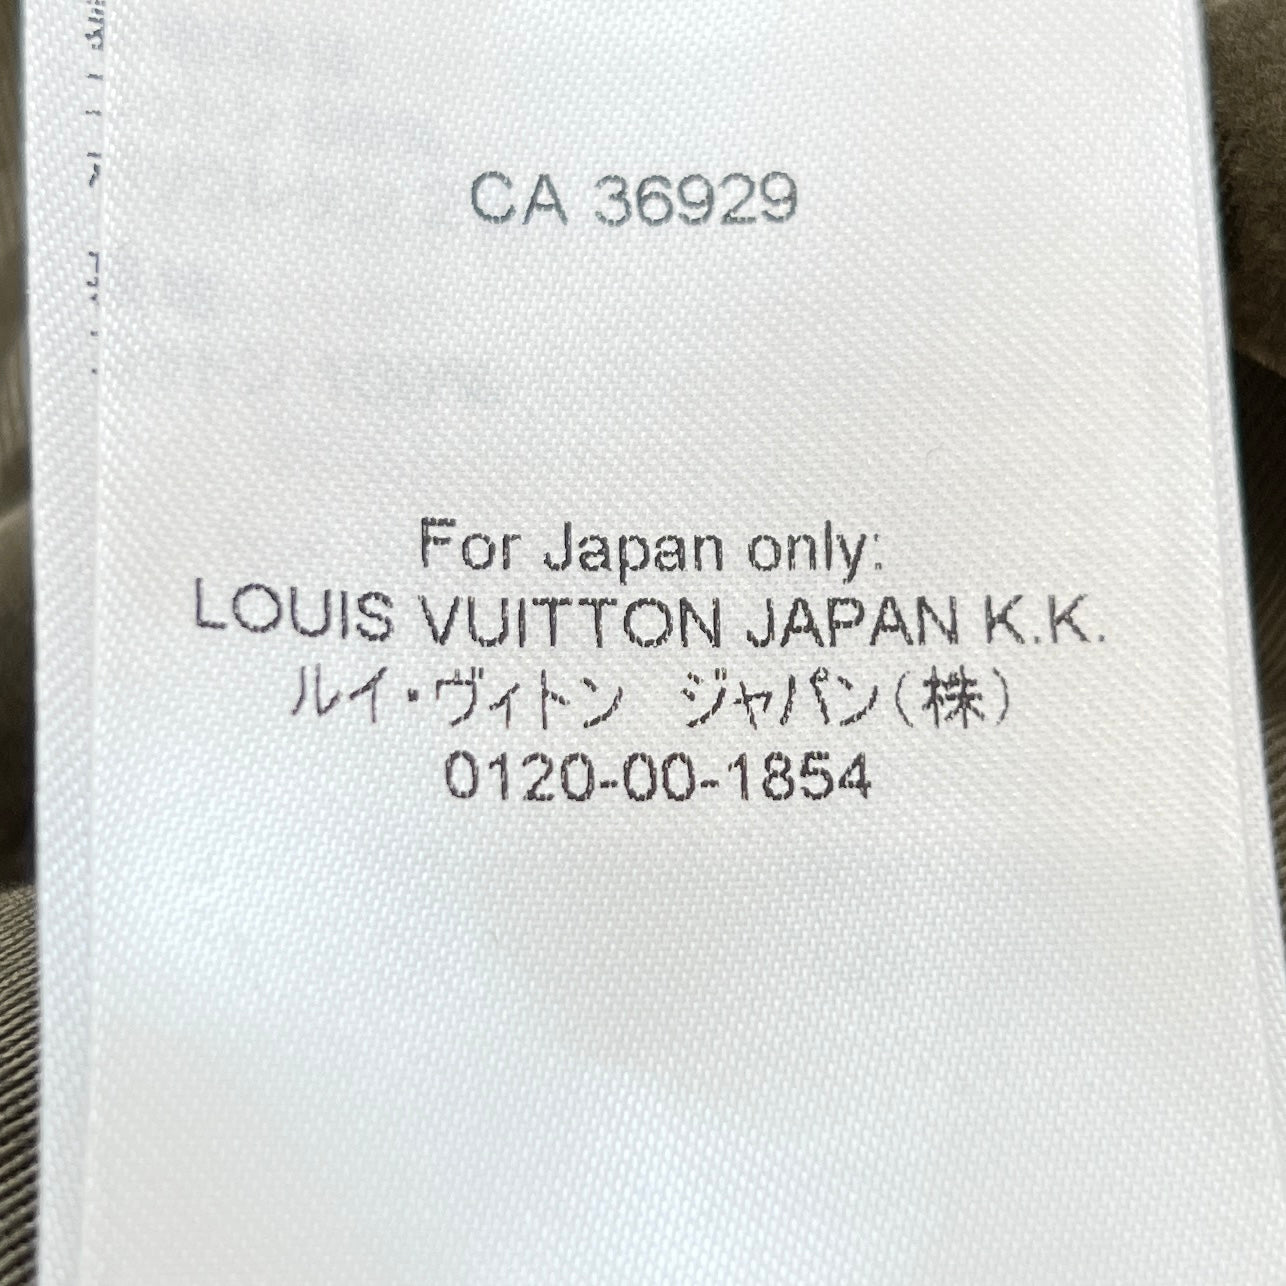 CA 36929
For Japan only:
LOUIS VUITTON JAPAN K.K.
ルイ・ヴィトン　ジャパン(株)
0120-00-1854